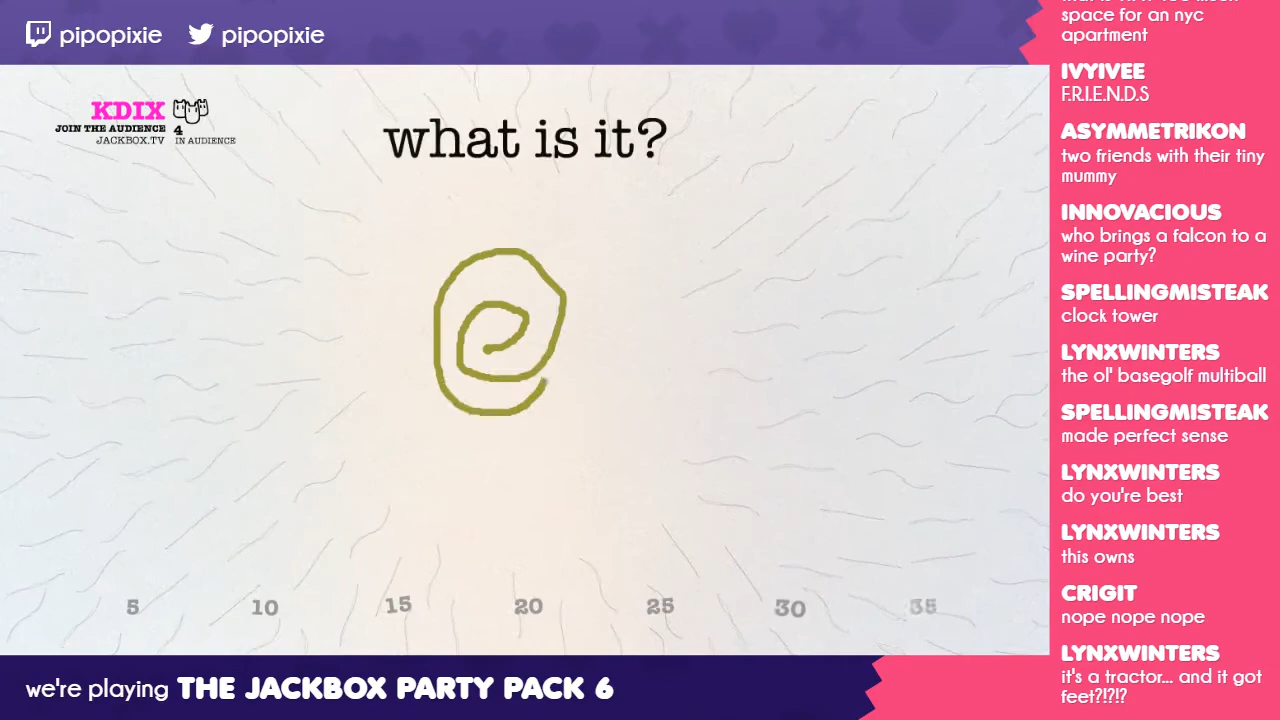 pipopixie pipopixie
KDIX
JOIN THE AUDIENCE 4
JACKBOX.TV IN AUDIENCE
what is it?
5 10 15 20 25 30 35
we're playing THE JACKBOX PARTY PACK 6
space for an nyc
apartment
IVYIVEE
F.R.I.E.N.D.S
ASYMMETRIKON
two friends with their tiny
mummy
INNOVACIOUS
who brings a falcon to a
wine party?
SPELLINGMISTEAK
clock tower
LYNXWINTERS
the ol' basegolf multiball
SPELLINGMISTEAK
made perfect sense
LYNXWINTERS
do you're best
LYNXWINTERS
this owns
CRIGIT
nope nope nope
LYNXWINTERS
it's a tractor... and it got
feet?!?!?